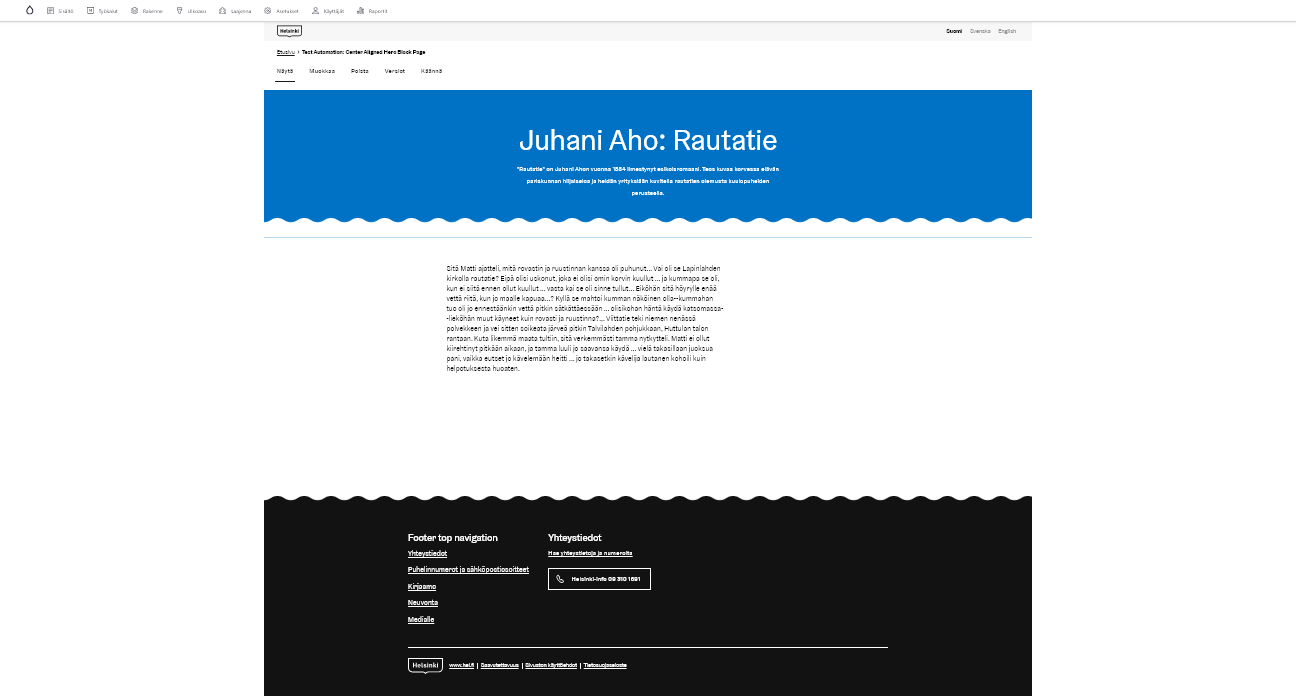 Sisältö Työkalut Rakenne Ulkoasu Laajenna Asetukset Käyttäjät Raportit
Helsinki
Suomi Svenska English
Etusivu › Test Automation: Center Aligned Hero Block Page
Näytä Muokkaa Poista Versiot Käännä
Juhani Aho: Rautatie
"Rautatie" on Juhani Ahon vuonna 1884 ilmestynyt esikoisromaani. Teos kuvaa korvessa elävän
pariskunnan hiljaiseloa ja heidän yrityksiään kuvitella rautatien olemusta kuulopuheiden
perusteella.
Sitä Matti ajatteli, mitä rovastin ja ruustinnan kanssa oli puhunut... Vai oli se Lapinlahden
kirkolla rautatie? Eipä olisi uskonut, joka ei olisi omin korvin kuullut ... ja kummapa se oli,
kun ei siitä ennen ollut kuullut ... vasta kai se oli sinne tullut... Eiköhän sitä höyrylle enää
vettä riitä, kun jo maalle kapuaa...? Kyllä se mahtoi kumman näköinen olla--kummahan
tuo oli jo ennestäänkin vettä pitkin sätkättäessään ... olisikohan häntä käydä katsomassa-
-lieköhän muut käyneet kuin rovasti ja ruustinna?... Viittatie teki niemen nenässä
polvekkeen ja vei sitten soikeata järveä pitkin Talvilahden pohjukkaan, Huttulan talon
rantaan. Kuta likemmä maata tultiin, sitä verkemmästi tamma nytkytteli. Matti ei ollut
kiirehtinyt pitkään aikaan, ja tamma luuli jo saavansa käydä ... vielä takasillaan juoksua
pani, vaikka eutset jo kävelemään heitti ... jo takasetkin kävelijä lautanen kohoili kuin
helpotuksesta huoaten.
Footer top navigation
Yhteystiedot
Puhelinnumerot ja sähköpostiosoitteet
Kirjaamo
Neuvonta
Medialle
Yhteystiedot
Hae yhteystietoja ja numeroita
Helsinki-info 09 310 1691
Helsinki www.hel.fi | Saavutettavuus | Sivuston käyttöehdot | Tietosuojaseloste